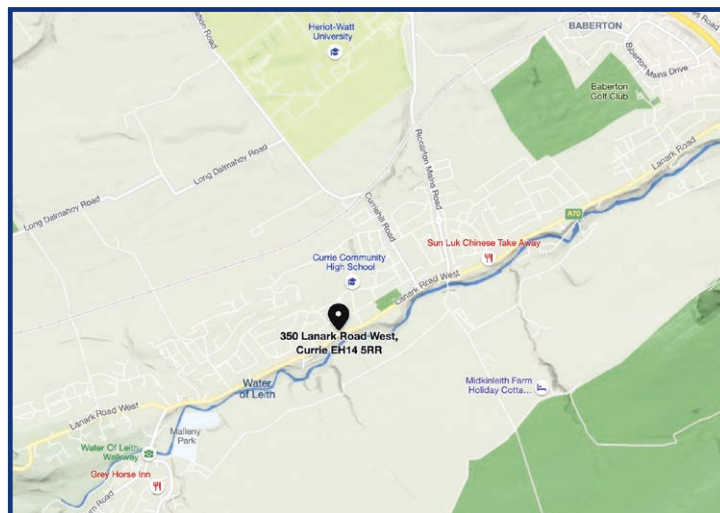 BABERTON
Heriot-Watt
University
Baberton
Mains Drive
Baberton
Golf Club
Lanark Road
Long Dalmahoy Road
Riccarton Mains Road
Long Dalmahoy Road
Curriehill Road
A70
Sun Luk Chinese Take Away
Currie Community
High School
Lanark Road West
350 Lanark Road West,
Currie EH14 5RR
Midkinleith Farm
Holiday Cotta...
Water
of Leith
Lanark Road West
Malleny
Park
Water Of Leith
Walkway
Grey Horse Inn
Road